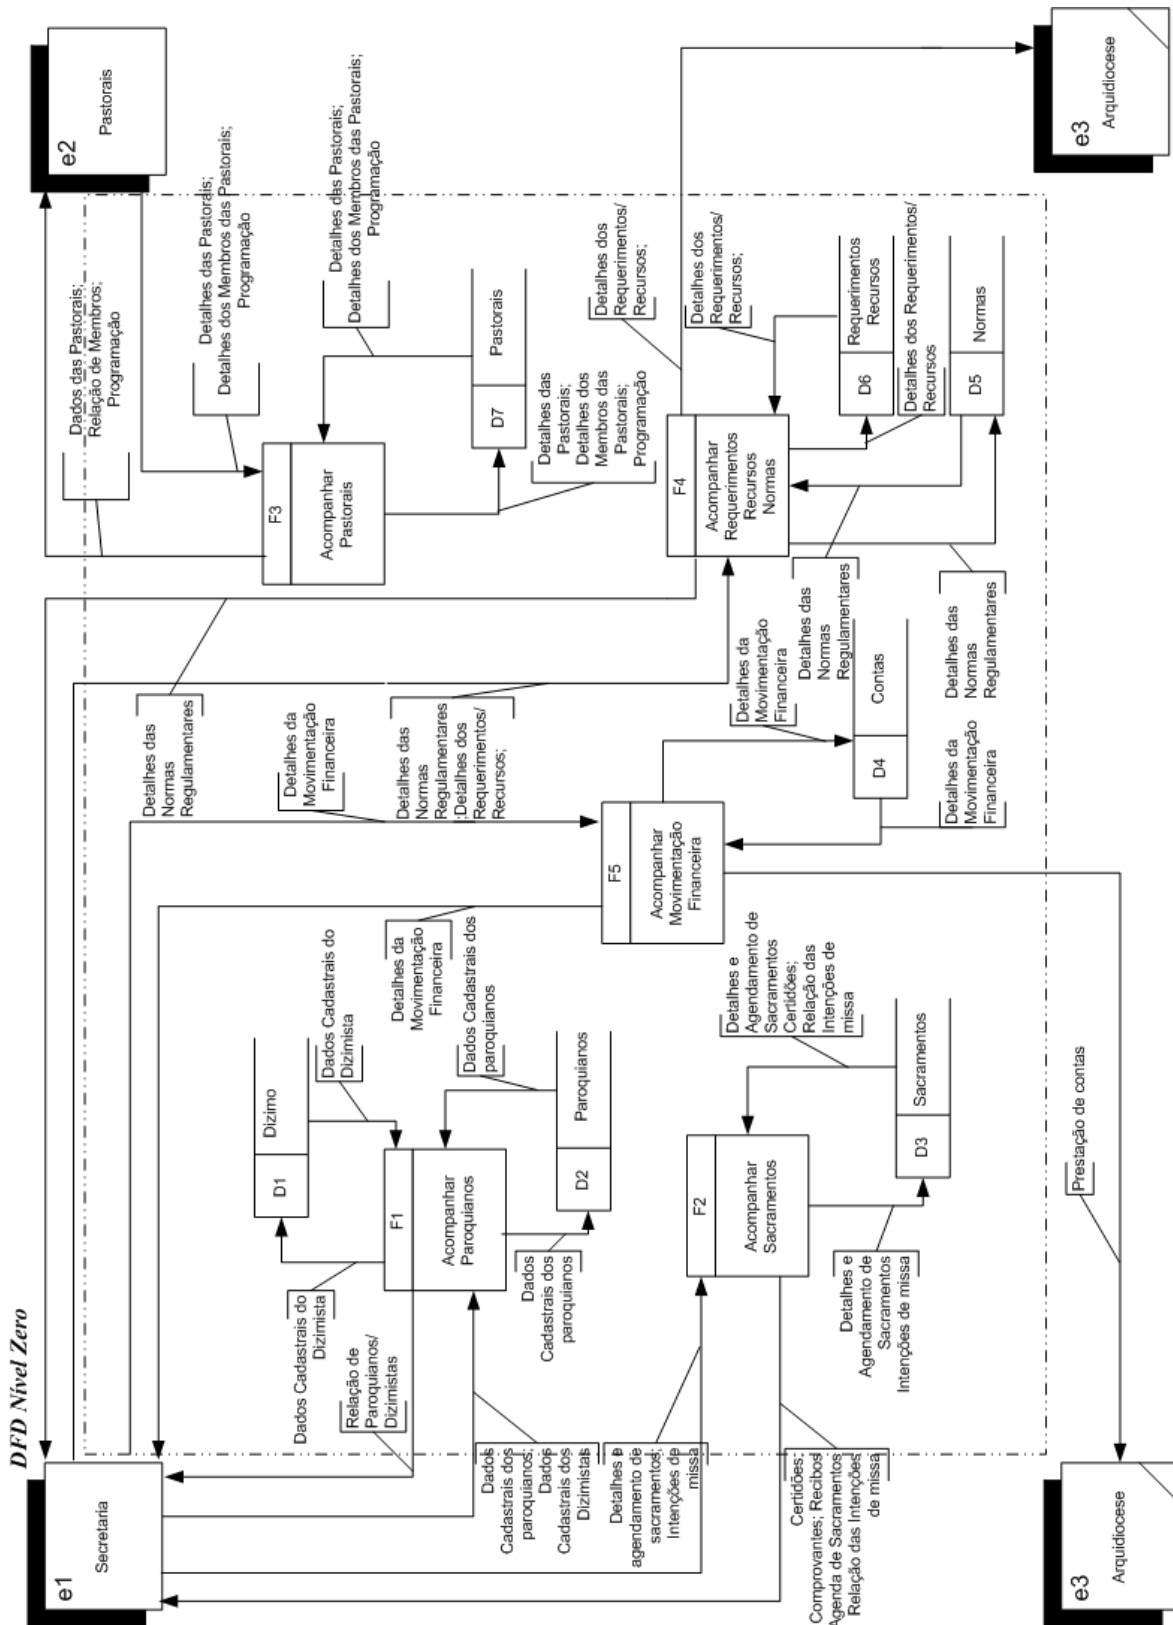 DFD Nível Zero
e1
Secretaria
e2
Pastorais
e3
Arquidiocese
e3
Arquidiocese
Dados das Pastorais;
Relação de Membros;
Programação
Detalhes das Pastorais;
Detalhes dos Membros das Pastorais;
Programação
Detalhes das Pastorais;
Detalhes dos Membros das Pastorais;
Programação
F3
Acompanhar
Pastorais
D7
Pastorais
Detalhes das
Pastorais;
Detalhes dos
Membros das
Pastorais;
Programação
Detalhes dos
Requerimentos/
Recursos;
Detalhes dos
Requerimentos/
Recursos;
F4
Acompanhar
Requerimentos
Recursos
Normas
D6
Requerimentos
Recursos
Detalhes dos Requerimentos/
Recursos
D5
Normas
Detalhes das
Normas
Regulamentares
Detalhes das
Normas
Regulamentares
Detalhes das
Normas
Regulamentares
Detalhes da
Movimentação
Financeira
Detalhes das
Normas
Regulamentares
;Detalhes dos
Requerimentos/
Recursos;
Detalhes da
Movimentação
Financeira
D4
Contas
Detalhes da
Movimentação
Financeira
F5
Acompanhar
Movimentação
Financeira
Detalhes da
Movimentação
Financeira
Prestação de contas
D1
Dizimo
Dados Cadastrais do
Dizimista
Dados Cadastrais do
Dizimista
F1
Acompanhar
Paroquianos
Dados Cadastrais dos
paroquianos
D2
Paroquianos
Dados
Cadastrais dos
paroquianos
Relação de
Paroquianos/
Dizimistas
Dados
Cadastrais dos
paroquianos;
Dados
Cadastrais dos
Dizimistas
F2
Acompanhar
Sacramentos
Detalhes e
Agendamento de
Sacramentos
Certidões;
Relação das
Intenções de
missa
D3
Sacramentos
Detalhes e
Agendamento de
Sacramentos
Intenções de missa
Detalhes e
agendamento de
sacramentos;
Intenções de
missa
Certidões;
Comprovantes; Recibos
Agenda de Sacramentos
Relação das Intenções
de missa